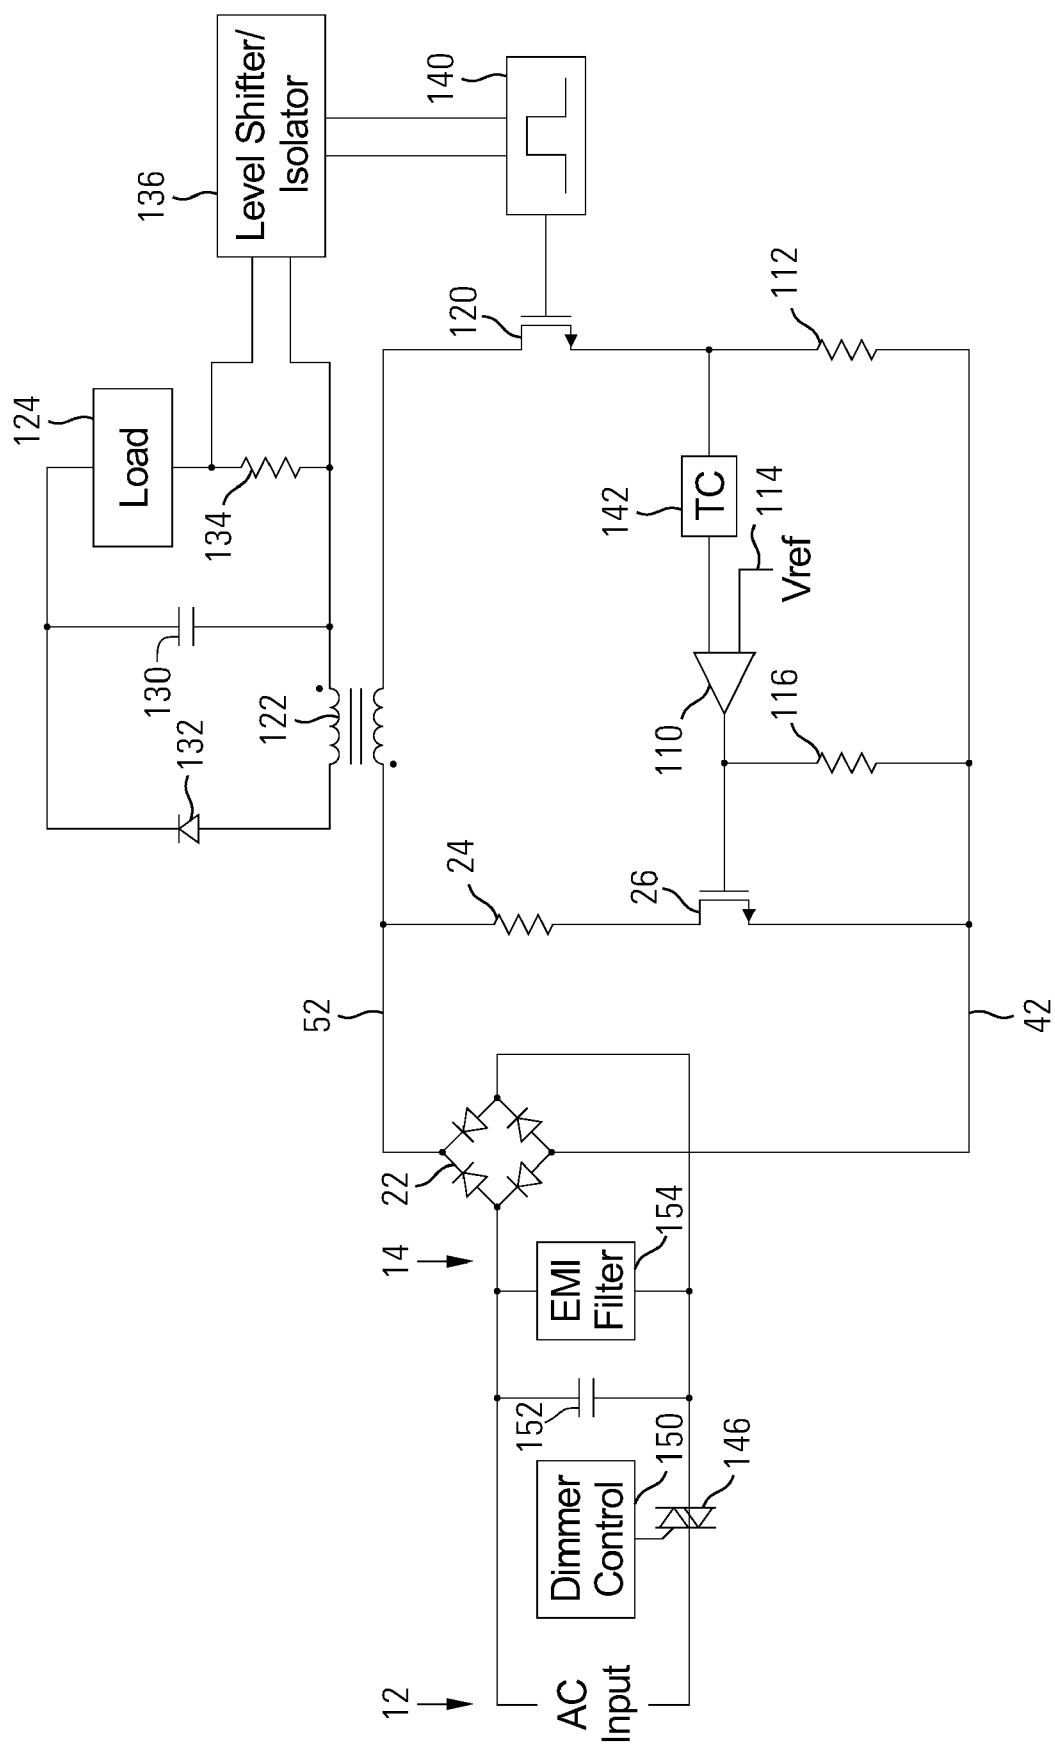 12
AC
Input
Dimmer
Control
150
146
152
14
EMI
Filter
154
22
52
42
24
26
132
130
122
110
116
Vref
114
142
TC
134
Load
124
120
112
136
Level Shifter/
Isolator
140